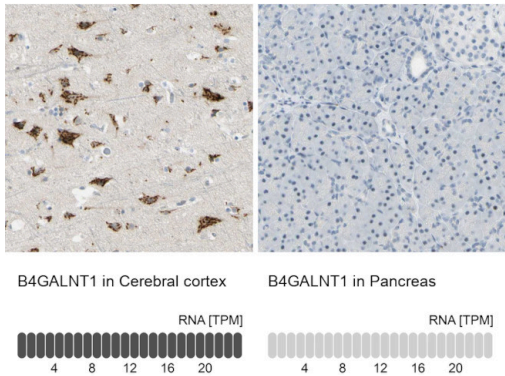 B4GALNT1 in Cerebral cortex
RNA [TPM]
4 8 12 16 20
B4GALNT1 in Pancreas
RNA [TPM]
4 8 12 16 20